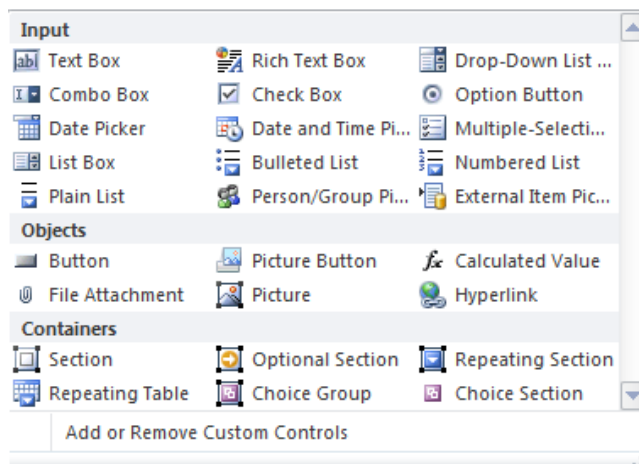 Input
Text Box Rich Text Box Drop-Down List ...
Combo Box Check Box Option Button
Date Picker Date and Time Pi... Multiple-Selecti...
List Box Bulleted List Numbered List
Plain List Person/Group Pi... External Item Pic...
Objects
Button Picture Button Calculated Value
File Attachment Picture Hyperlink
Containers
Section Optional Section Repeating Section
Repeating Table Choice Group Choice Section
Add or Remove Custom Controls